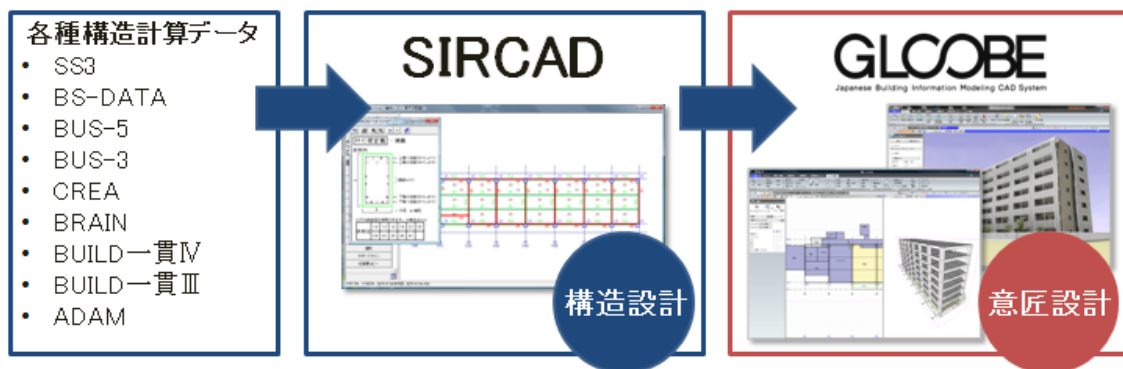 各種構造計算データ
• SS3
• BS-DATA
• BUS-5
• BUS-3
• CREA
• BRAIN
• BUILD一貫Ⅳ
• BUILD一貫Ⅲ
• ADAM
SIRCAD
構造設計
GLOOBE
Japanese Building Information Modeling CAD System
意匠設計